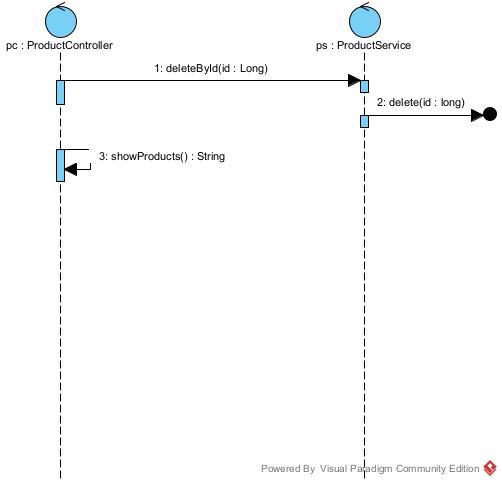 pc : ProductController
ps : ProductService
1: deleteById(id : Long)
2: delete(id : long)
3: showProducts() : String
Powered By Visual Paradigm Community Edition